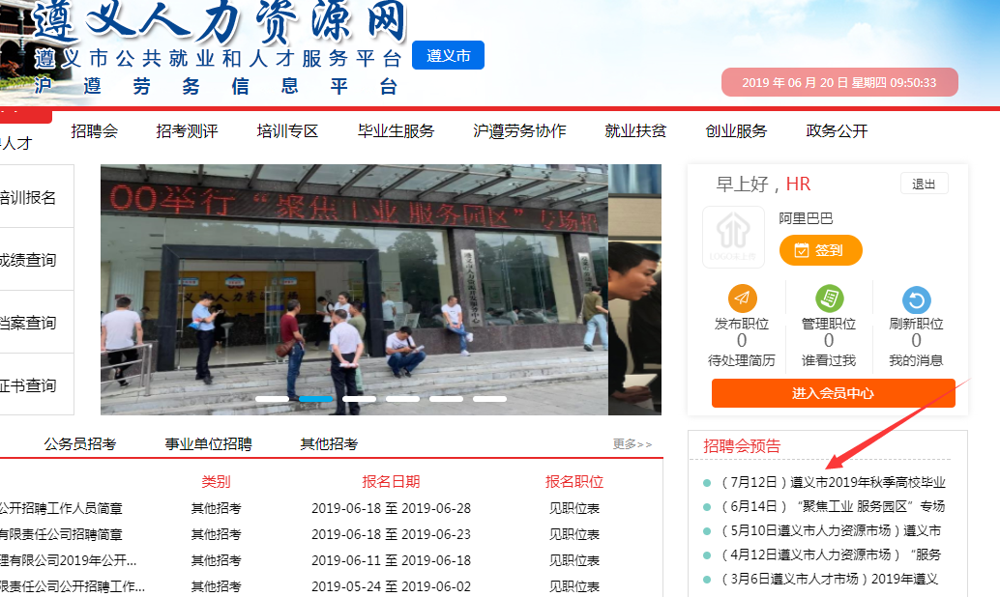 遵义人力资源网
遵义市公共就业和人才服务平台
遵义市
沪遵劳务信息平台
2019 年 06 月 20 日 星期四 09:50:33
人才
招聘会 招考测评 培训专区 毕业生服务 沪遵劳务协作 就业扶贫 创业服务 政务公开
培训报名
成绩查询
档案查询
证书查询
00举行“聚焦工业 服务园区”专场招
早上好，HR
退出
LOGO未上传
阿里巴巴
签到
发布职位 管理职位 刷新职位
0 0 0
待处理简历 谁看过我 我的消息
进入会员中心
公务员招考 事业单位招聘 其他招考 更多>>
类别 报名日期 报名职位
公开招聘工作人员简章 其他招考 2019-06-18 至 2019-06-28 见职位表
有限责任公司招聘简章 其他招考 2019-06-18 至 2019-06-23 见职位表
理有限公司2019年公开... 其他招考 2019-06-11 至 2019-06-18 见职位表
限责任公司公开招聘工作... 其他招考 2019-05-24 至 2019-06-02 见职位表
招聘会预告
（7月12日）遵义市2019年秋季高校毕业
（6月14日）“聚焦工业 服务园区”专场
（5月10日遵义市人力资源市场）遵义市
（4月12日遵义市人力资源市场）“服务
（3月6日遵义市人才市场）2019年遵义